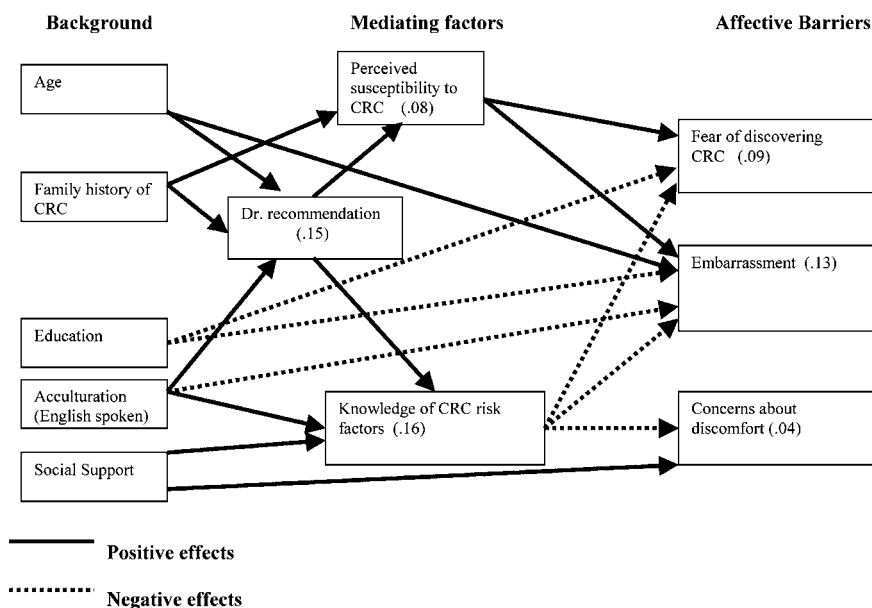 Background
Mediating factors
Affective Barriers
Age
Perceived
susceptibility to
CRC (.08)
Fear of discovering
CRC (.09)
Family history of
CRC
Dr. recommendation
(.15)
Embarrassment (.13)
Education
Acculturation
(English spoken)
Knowledge of CRC risk
factors (.16)
Concerns about
discomfort (.04)
Social Support
Positive effects
Negative effects